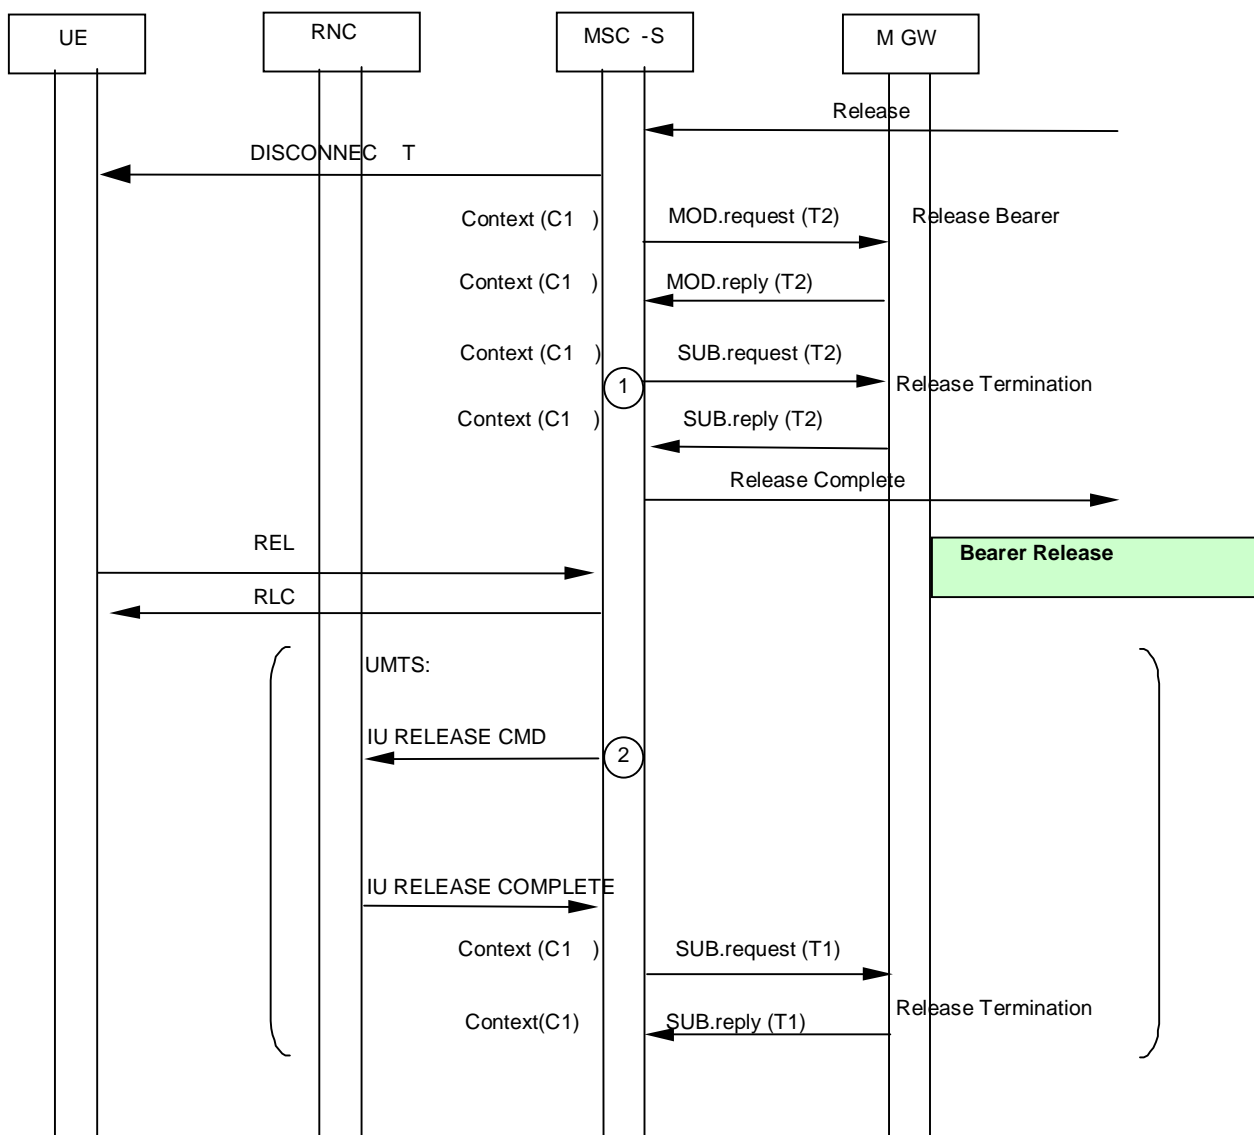 UE
RNC
MSC -S
M GW
Release
DISCONNEC T
Context (C1 )
MOD.request (T2)
Release Bearer
Context (C1 )
MOD.reply (T2)
Context (C1 )
SUB.request (T2)
1
Release Termination
Context (C1 )
SUB.reply (T2)
Release Complete
REL
Bearer Release
RLC
UMTS:
IU RELEASE CMD
2
IU RELEASE COMPLETE
Context (C1 )
SUB.request (T1)
Release Termination
Context(C1)
SUB.reply (T1)